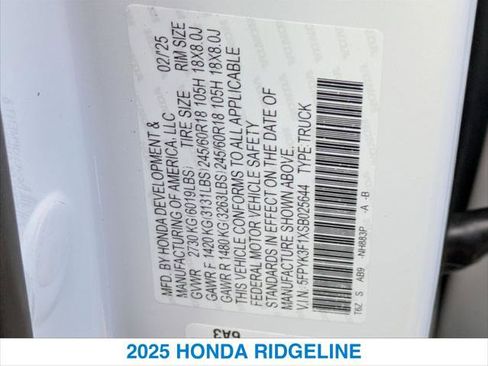 MFD. BY HONDA DEVELOPMENT &
MANUFACTURING OF AMERICA, LLC 02/'25
GVWR 2730 KG(6019LBS) TIRE SIZE RIM SIZE
GAWR F 1420 KG(3131LBS) 245/60R18 105H 18X8.0J
GAWR R 1480 KG(3263LBS) 245/60R18 105H 18X8.0J
THIS VEHICLE CONFORMS TO ALL APPLICABLE
FEDERAL MOTOR VEHICLE SAFETY
STANDARDS IN EFFECT ON THE DATE OF
MANUFACTURE SHOWN ABOVE.
V.I.N. 5FPYK3F1XSB025644 TYPE:TRUCK
T6Z S AB9 -NH883P A -B
6A3
2025 HONDA RIDGELINE